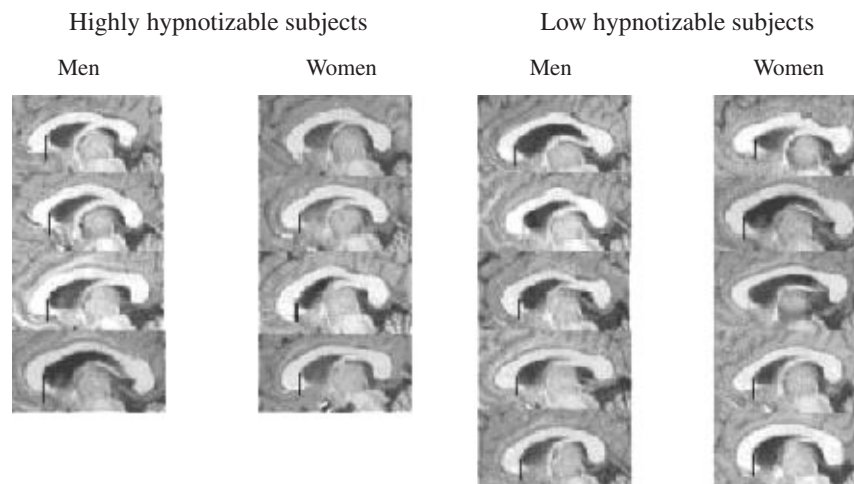 Highly hypnotizable subjects
Low hypnotizable subjects
Men
Women
Men
Women